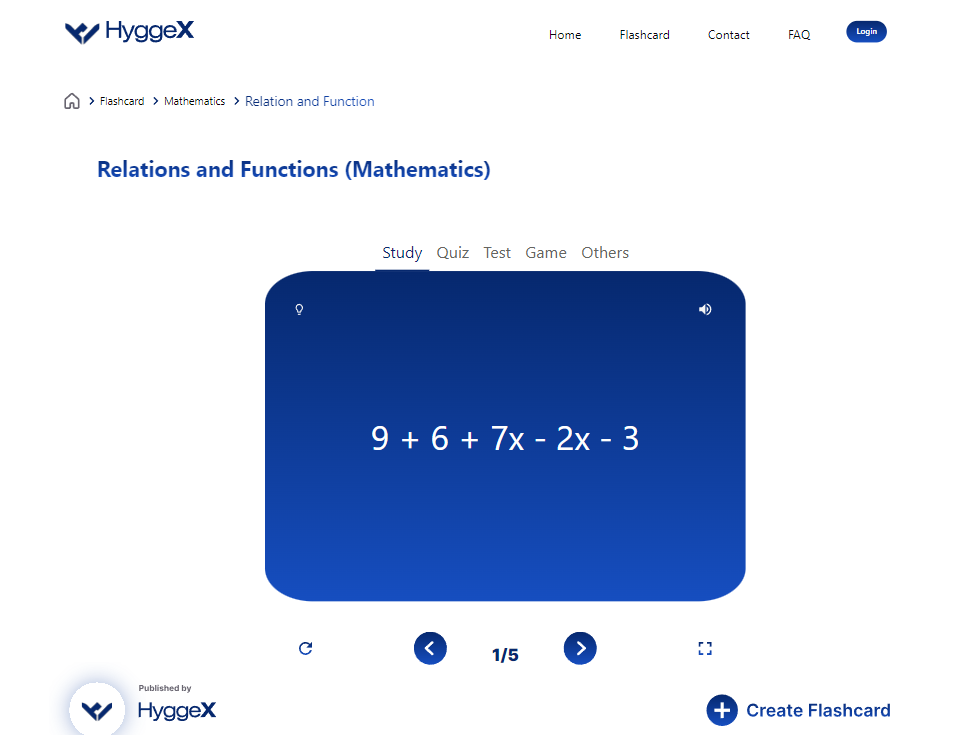 HyggeX
Home Flashcard Contact FAQ Login
Flashcard Mathematics Relation and Function
Relations and Functions (Mathematics)
Study Quiz Test Game Others
9 + 6 + 7x - 2x - 3
1/5
Published by
HyggeX
Create Flashcard